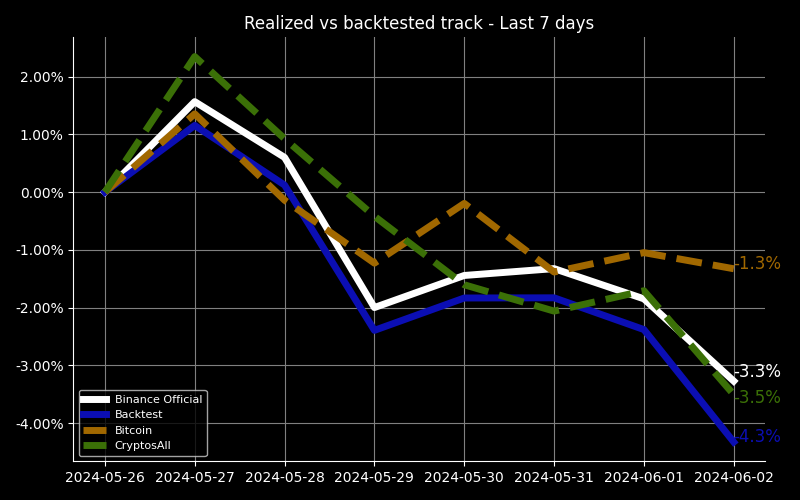 Realized vs backtested track - Last 7 days
2.00%
1.00%
0.00%
-1.00%
-2.00%
-3.00%
-4.00%
-1.3%
-3.3%
-3.5%
-4.3%
Binance Official
Backtest
Bitcoin
CryptosAll
2024-05-26 2024-05-27 2024-05-28 2024-05-29 2024-05-30 2024-05-31 2024-06-01 2024-06-02